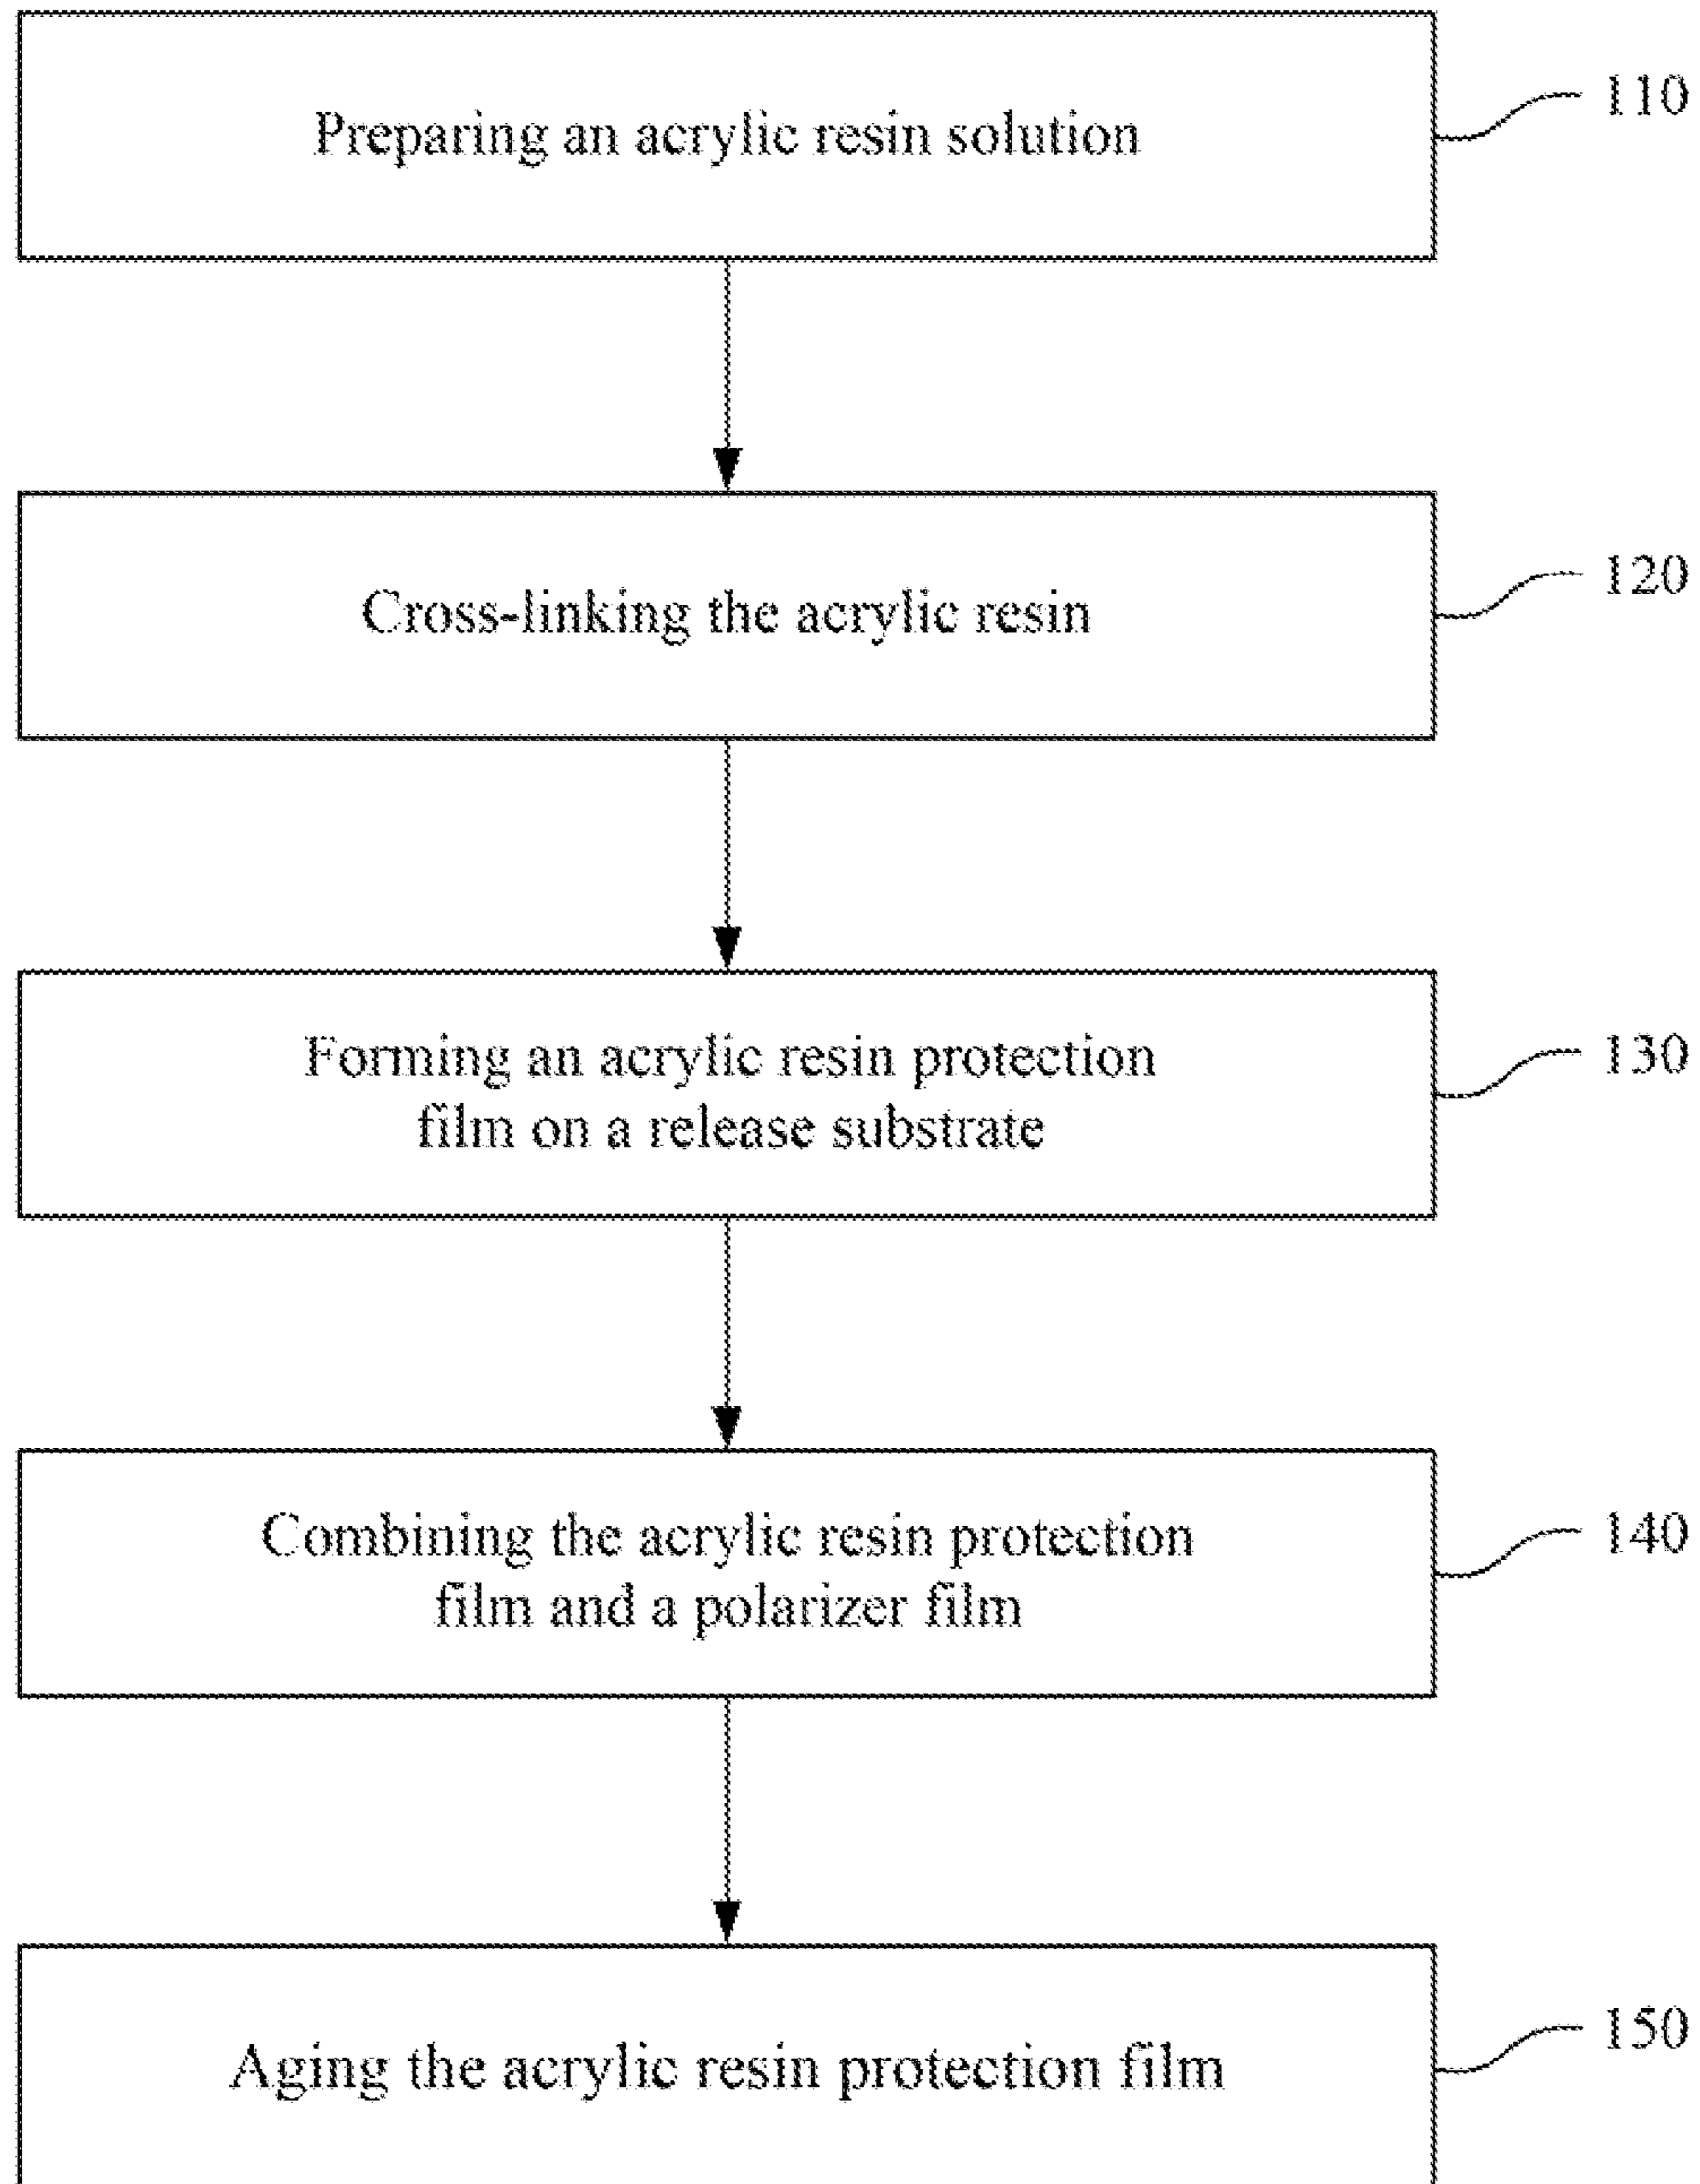 Preparing an acrylic resin solution
110
Cross-linking the acrylic resin
120
Forming an acrylic resin protection
film on a release substrate
130
Combining the acrylic resin protection
film and a polarizer film
140
Aging the acrylic resin protection film
150